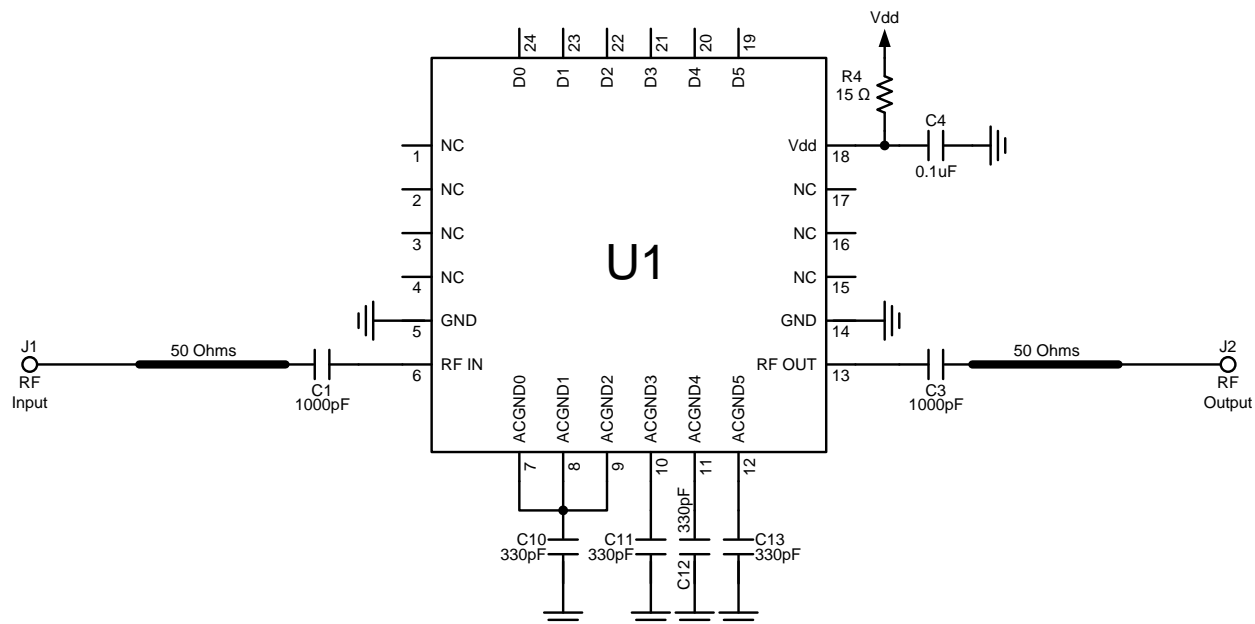 Vdd
24
23
22
21
20
19
D0
D1
D2
D3
D4
D5
R4
15 Ω
C4
0.1uF
1
NC
Vdd
18
2
NC
NC
17
3
NC
NC
16
4
NC
NC
15
U1
5
GND
GND
14
J1
RF
Input
50 Ohms
C1
1000pF
6
RF IN
RF OUT
13
C3
1000pF
50 Ohms
J2
RF
Output
ACGND0
ACGND1
ACGND2
ACGND3
ACGND4
ACGND5
7
8
9
10
11
12
C10
330pF
C11
330pF
330pF
C12
C13
330pF